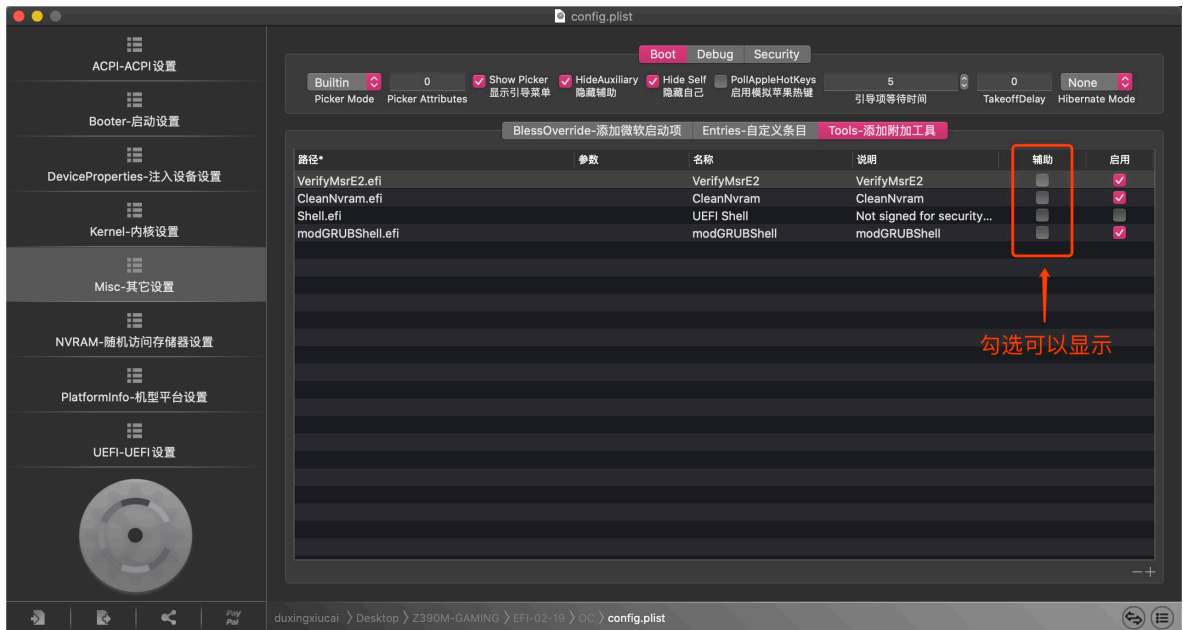 config.plist
ACPI-ACPI设置
Booter-启动设置
DeviceProperties-注入设备设置
Kernel-内核设置
Misc-其它设置
NVRAM-随机访问存储器设置
PlatformInfo-机型平台设置
UEFI-UEFI设置
Pay
Pal
Boot Debug Security
Builtin 0 Show Picker HideAuxiliary Hide Self PollAppleHotKeys 5 0 None
显示引导菜单 隐藏辅助 隐藏自己 启用模拟苹果热键
Picker Mode Picker Attributes 引导项等待时间 TakeoffDelay Hibernate Mode
BlessOverride-添加微软启动项 Entries-自定义条目 Tools-添加附加工具
路径* 参数 名称 说明 辅助 启用
VerifyMsrE2.efi VerifyMsrE2 VerifyMsrE2
CleanNvram.efi CleanNvram CleanNvram
Shell.efi UEFI Shell Not signed for security...
modGRUBShell.efi modGRUBShell modGRUBShell
勾选可以显示
duxingxiucai 〉Desktop 〉Z390M-GAMING 〉EFI-02-19 〉OC 〉config.plist